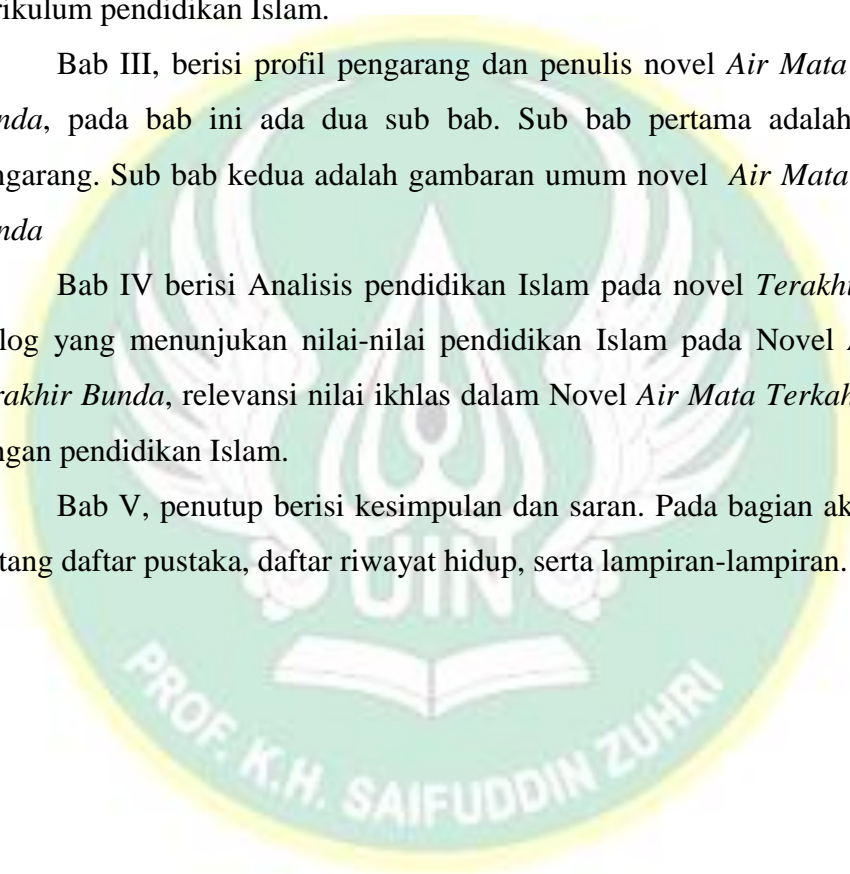 rikulum pendidikan Islam.
Bab III, berisi profil pengarang dan penulis novel Air Mata
nda, pada bab ini ada dua sub bab. Sub bab pertama adalah
ngarang. Sub bab kedua adalah gambaran umum novel Air Mata
nda
Bab IV berisi Analisis pendidikan Islam pada novel Terakhi
log yang menunjukan nilai-nilai pendidikan Islam pada Novel
rakhir Bunda, relevansi nilai ikhlas dalam Novel Air Mata Terkah
ngan pendidikan Islam.
Bab V, penutup berisi kesimpulan dan saran. Pada bagian ak
tang daftar pustaka, daftar riwayat hidup, serta lampiran-lampiran.
UIN
PROF. K.H. SAIFUDDIN ZUHRI